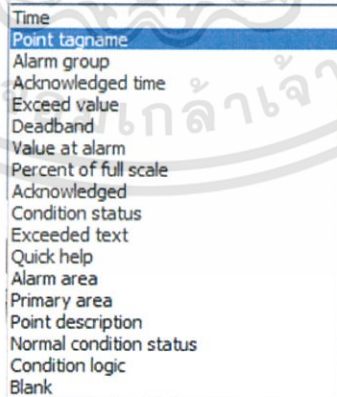 Time
Point tagname
Alarm group
Acknowledged time
Exceed value
Deadband
Value at alarm
Percent of full scale
Acknowledged
Condition status
Exceeded text
Quick help
Alarm area
Primary area
Point description
Normal condition status
Condition logic
Blank